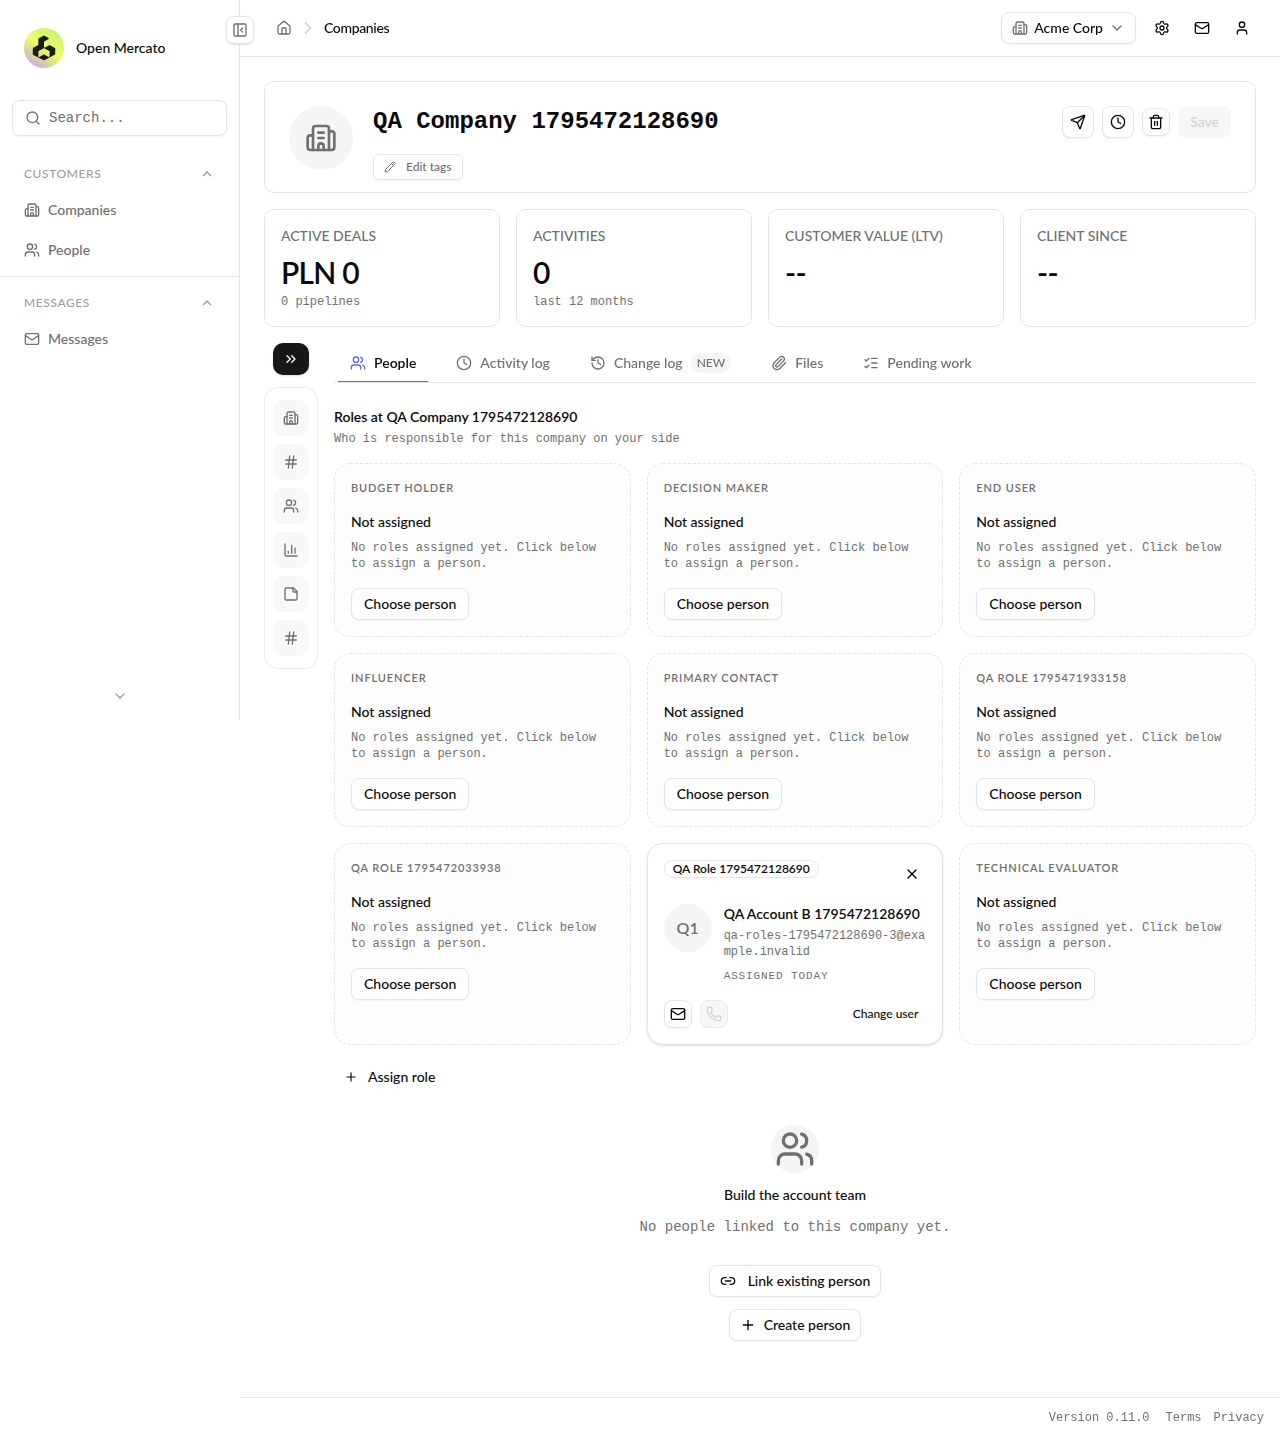 Open Mercato
Companies
Acme Corp
Search...
CUSTOMERS
Companies
People
MESSAGES
Messages
QA Company 1795472128690
Edit tags
Save
ACTIVE DEALS
PLN 0
0 pipelines
ACTIVITIES
0
last 12 months
CUSTOMER VALUE (LTV)
--
CLIENT SINCE
--
People
Activity log
Change log NEW
Files
Pending work
Roles at QA Company 1795472128690
Who is responsible for this company on your side
BUDGET HOLDER
Not assigned
No roles assigned yet. Click below
to assign a person.
Choose person
DECISION MAKER
Not assigned
No roles assigned yet. Click below
to assign a person.
Choose person
END USER
Not assigned
No roles assigned yet. Click below
to assign a person.
Choose person
INFLUENCER
Not assigned
No roles assigned yet. Click below
to assign a person.
Choose person
PRIMARY CONTACT
Not assigned
No roles assigned yet. Click below
to assign a person.
Choose person
QA ROLE 1795471933158
Not assigned
No roles assigned yet. Click below
to assign a person.
Choose person
QA ROLE 1795472033938
Not assigned
No roles assigned yet. Click below
to assign a person.
Choose person
QA Role 1795472128690
Q1
QA Account B 1795472128690
qa-roles-1795472128690-3@exa
mple.invalid
ASSIGNED TODAY
Change user
TECHNICAL EVALUATOR
Not assigned
No roles assigned yet. Click below
to assign a person.
Choose person
Assign role
Build the account team
No people linked to this company yet.
Link existing person
Create person
Version 0.11.0 Terms Privacy